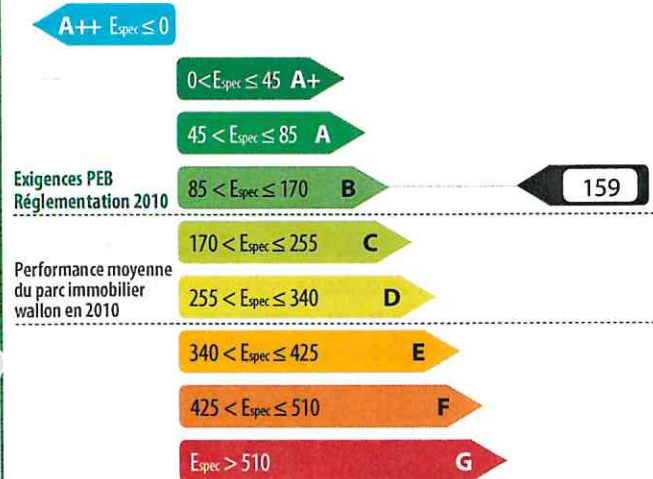 A++ Espec ≤ 0
0 < Espec ≤ 45 A+
45 < Espec ≤ 85 A
Exigences PEB
Réglementation 2010
85 < Espec ≤ 170 B
159
170 < Espec ≤ 255 C
Performance moyenne
du parc immobilier
wallon en 2010
255 < Espec ≤ 340 D
340 < Espec ≤ 425 E
425 < Espec ≤ 510 F
Espec > 510 G